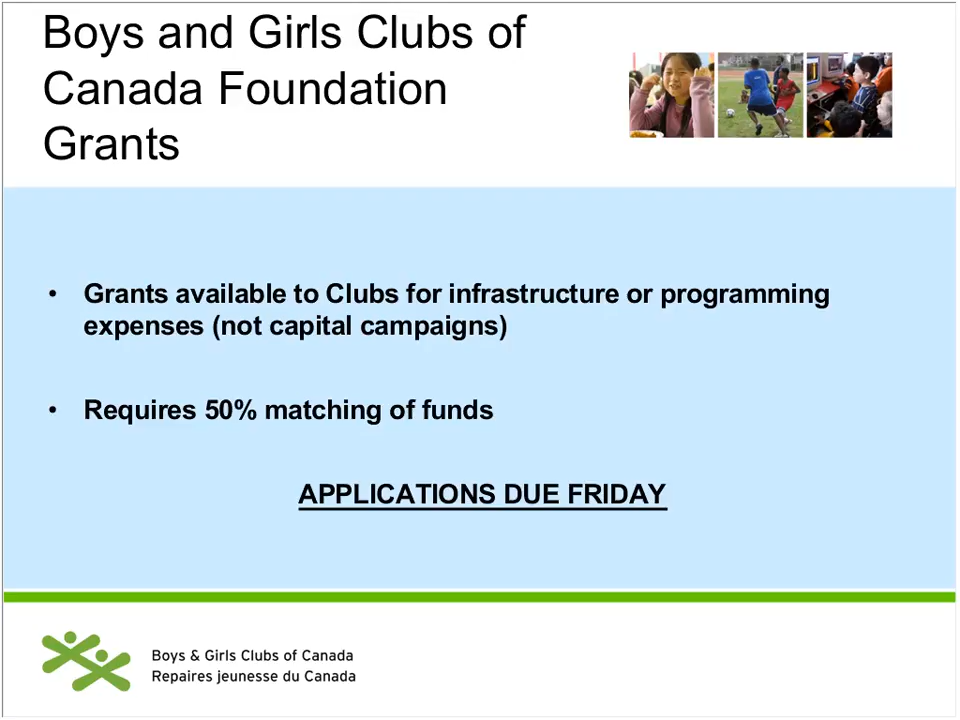 Boys and Girls Clubs of
Canada Foundation
Grants
• Grants available to Clubs for infrastructure or programming
expenses (not capital campaigns)
• Requires 50% matching of funds
APPLICATIONS DUE FRIDAY
Boys & Girls Clubs of Canada
Repaires jeunesse du Canada